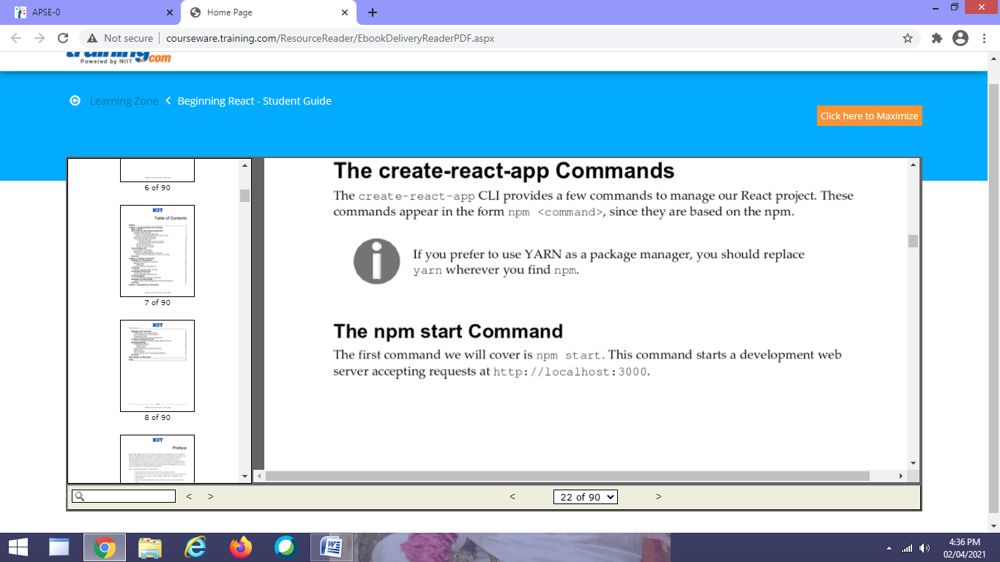 APSE-0
Home Page
Not secure
courseware.training.com/ResourceReader/EbookDeliveryReaderPDF.aspx
training.com
Powered by NIIT
Learning Zone
Beginning React - Student Guide
Click here to Maximize
6 of 90
NIIT
Table of Contents
7 of 90
NIIT
8 of 90
NIIT
Preface
The create-react-app Commands
The create-react-app CLI provides a few commands to manage our React project. These
commands appear in the form npm <command>, since they are based on the npm.
If you prefer to use YARN as a package manager, you should replace
yarn wherever you find npm.
The npm start Command
The first command we will cover is npm start. This command starts a development web
server accepting requests at http://localhost:3000.
< >
< 22 of 90 >
4:36 PM
02/04/2021